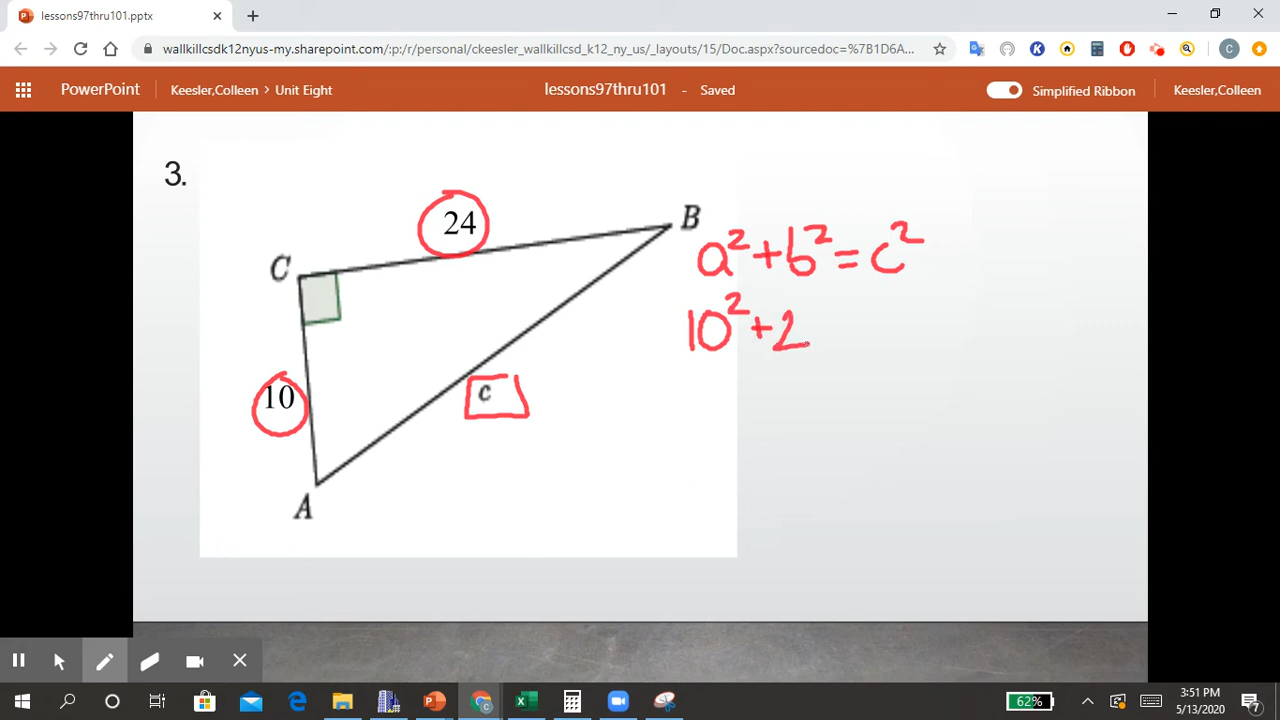 lessons97thru101.pptx
wallkillcsdk12nyus-my.sharepoint.com/:p:/r/personal/ckeesler_wallkillcsd_k12_ny_us/_layouts/15/Doc.aspx?sourcedoc=%7B1D6A...
K
C
PowerPoint Keesler,Colleen > Unit Eight lessons97thru101 - Saved Simplified Ribbon Keesler,Colleen
3.
24
B
C
a² + b² = c²
10² + 2
10
c
A
62%
3:51 PM
5/13/2020
7